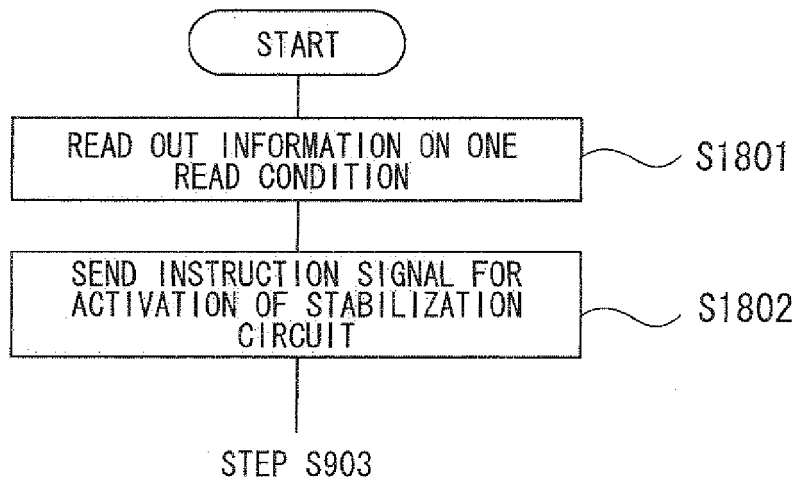 START
READ OUT INFORMATION ON ONE
READ CONDITION
S1801
SEND INSTRUCTION SIGNAL FOR
ACTIVATION OF STABILIZATION
CIRCUIT
S1802
STEP S903